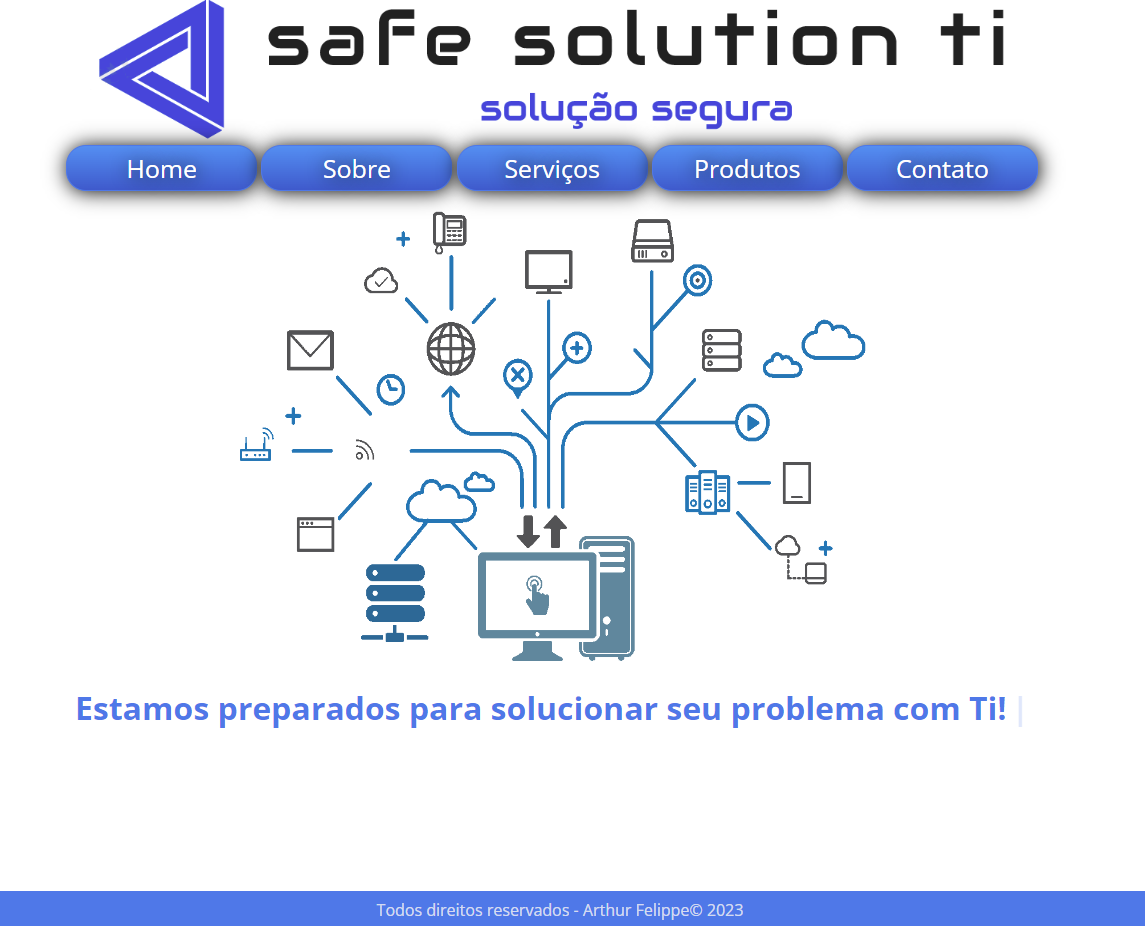 safe solution ti
solução segura
Home Sobre Serviços Produtos Contato
Estamos preparados para solucionar seu problema com Ti! |
Todos direitos reservados - Arthur Felippe© 2023